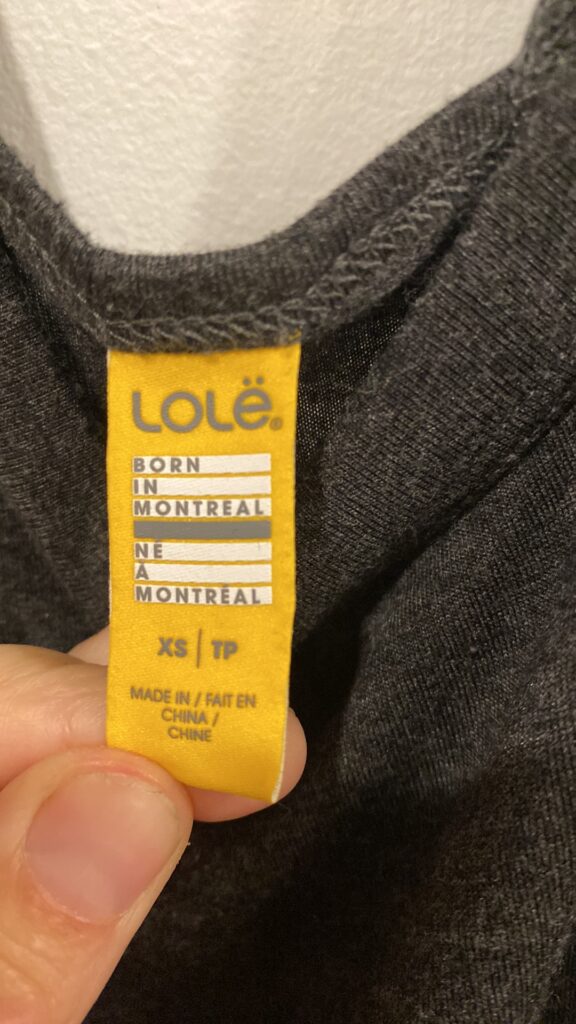 Lolë®
BORN
IN
MONTREAL
NÉ
À
MONTRÉAL
XS | TP
MADE IN / FAIT EN
CHINA /
CHINE